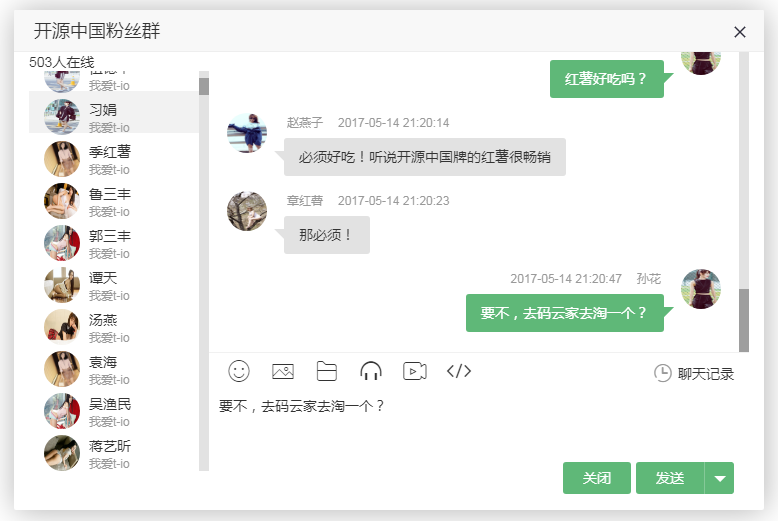 开源中国粉丝群
503人在线
我爱t-io
习娟
我爱t-io
季红薯
我爱t-io
鲁三丰
我爱t-io
郭三丰
我爱t-io
谭天
我爱t-io
汤燕
我爱t-io
袁海
我爱t-io
吴渔民
我爱t-io
蒋艺昕
我爱t-io
红薯好吃吗？
赵燕子 2017-05-14 21:20:14
必须好吃！听说开源中国牌的红薯很畅销
章红 2017-05-14 21:20:23
那必须！
2017-05-14 21:20:47 孙花
要不，去码云家去淘一个？
聊天记录
要不，去码云家去淘一个？
关闭
发送